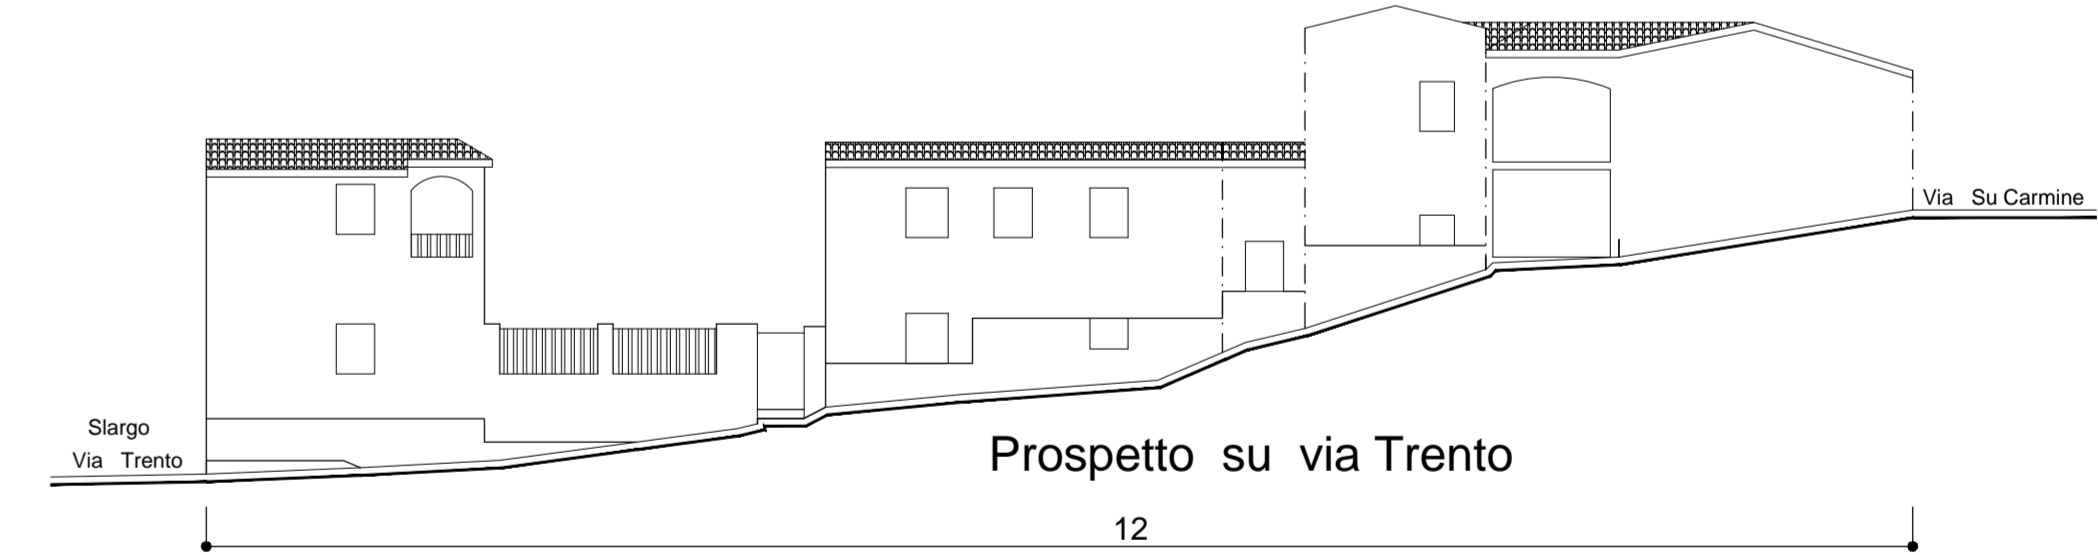 Slargo
Via Trento
Via Su Carmine
Prospetto su via Trento
12